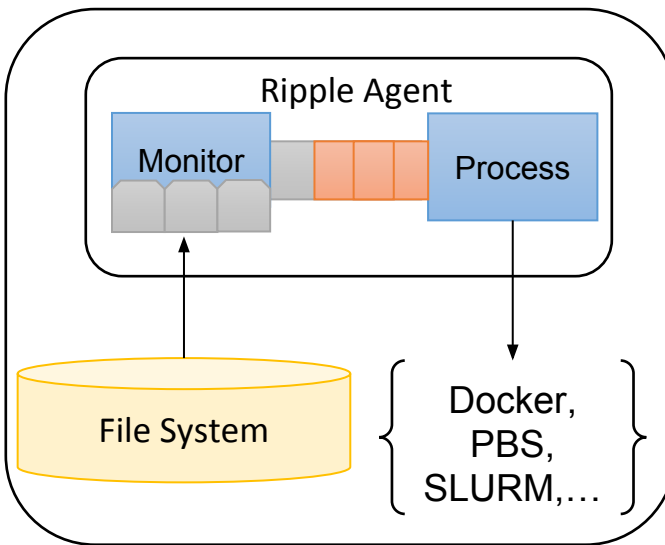 Ripple Agent
Monitor
Process
File System
Docker,
PBS,
SLURM,...